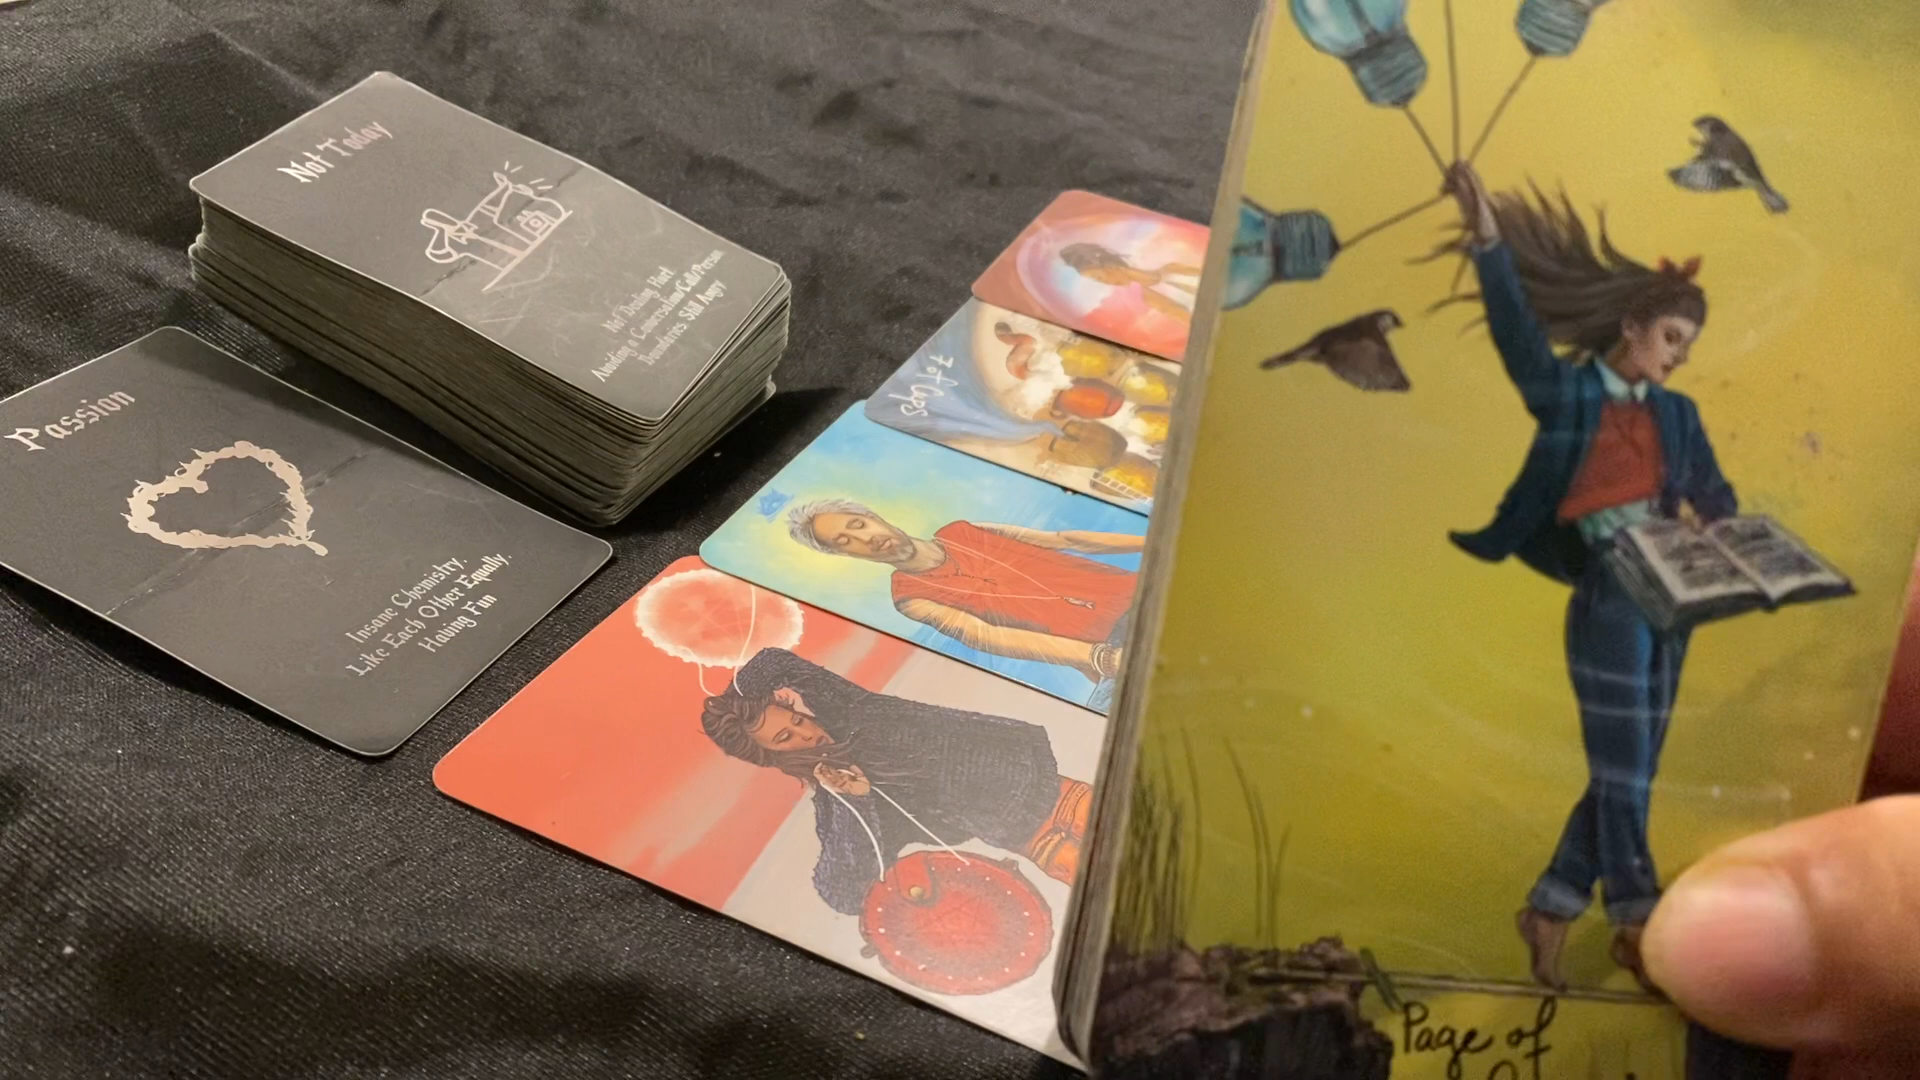 Not Today
Not Dealing, Hurt
Avoiding a Conversation/Call/Person
Boundaries, Still Angry
Passion
Insane Chemistry,
Like Each Other Equally,
Having Fun
7 of Cups
Page of